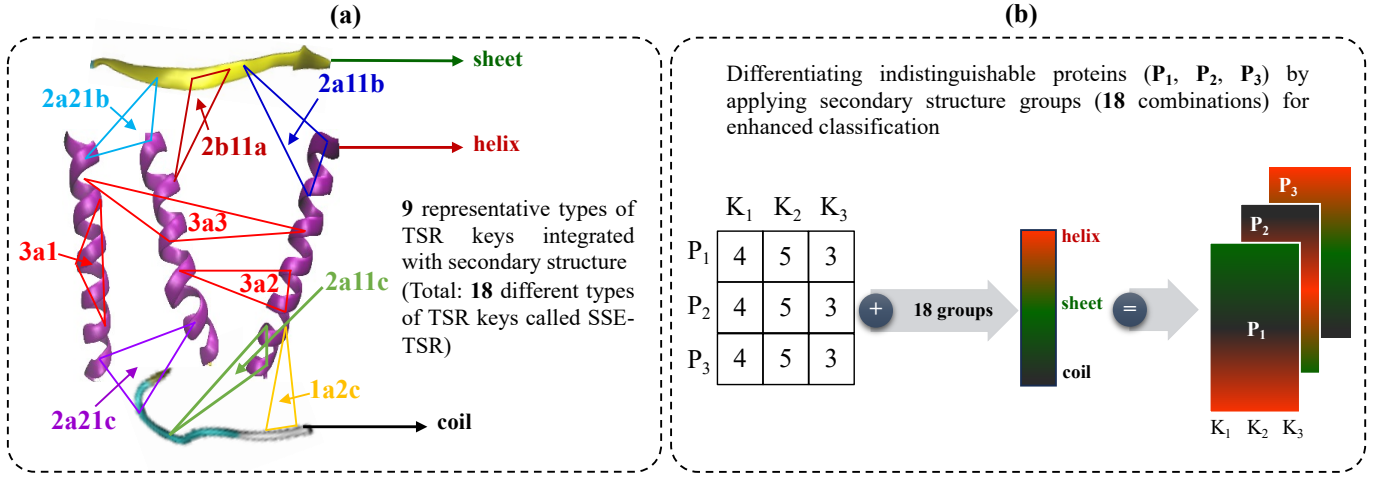 (a)
sheet
2a21b
2a11b
2b11a
helix
9 representative types of
TSR keys integrated
with secondary structure
(Total: 18 different types
of TSR keys called SSE-
TSR)
3a3
3a1
3a2
2a11c
2a21c
1a2c
coil
(b)
Differentiating indistinguishable proteins (P₁, P₂, P₃) by
applying secondary structure groups (18 combinations) for
enhanced classification
K₁ K₂ K₃
P₁ 4 5 3
P₂ 4 5 3
P₃ 4 5 3
+
18 groups
helix
sheet
coil
=
P₃
P₂
P₁
K₁ K₂ K₃